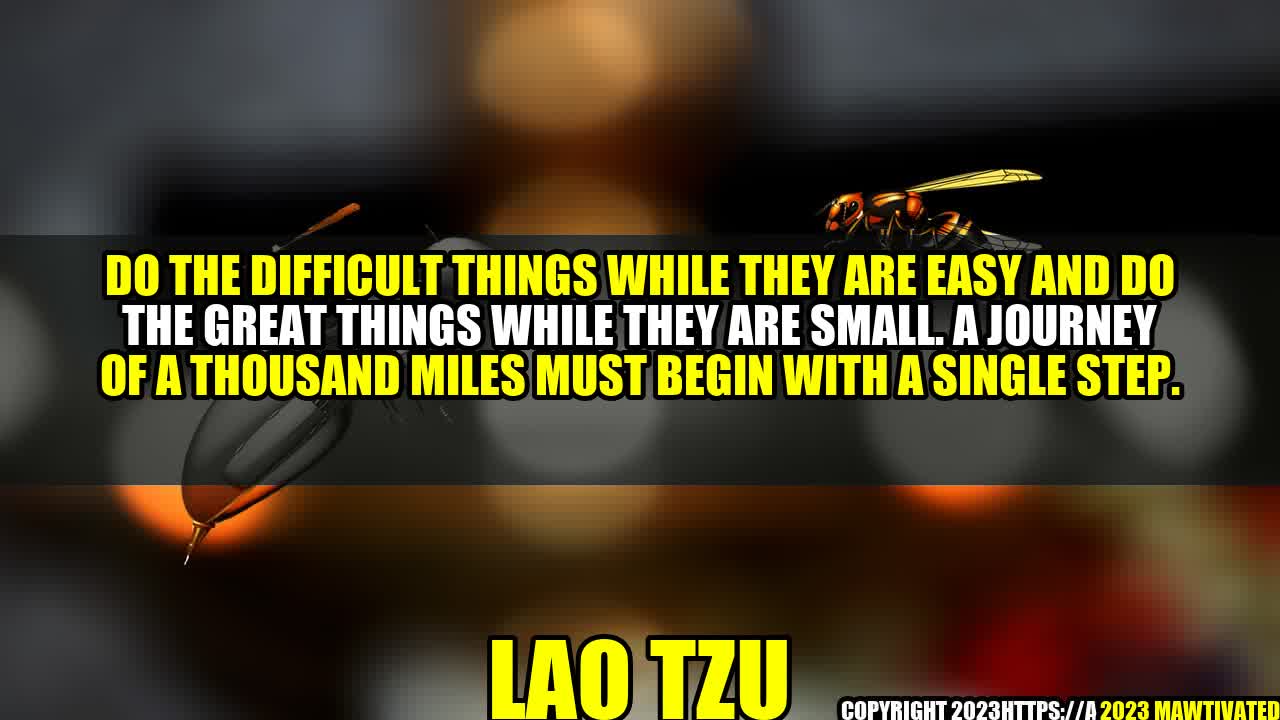 DO THE DIFFICULT THINGS WHILE THEY ARE EASY AND DO
THE GREAT THINGS WHILE THEY ARE SMALL. A JOURNEY
OF A THOUSAND MILES MUST BEGIN WITH A SINGLE STEP.
LAO TZU
COPYRIGHT 2023HTTPS://A 2023 MAWTIVATED